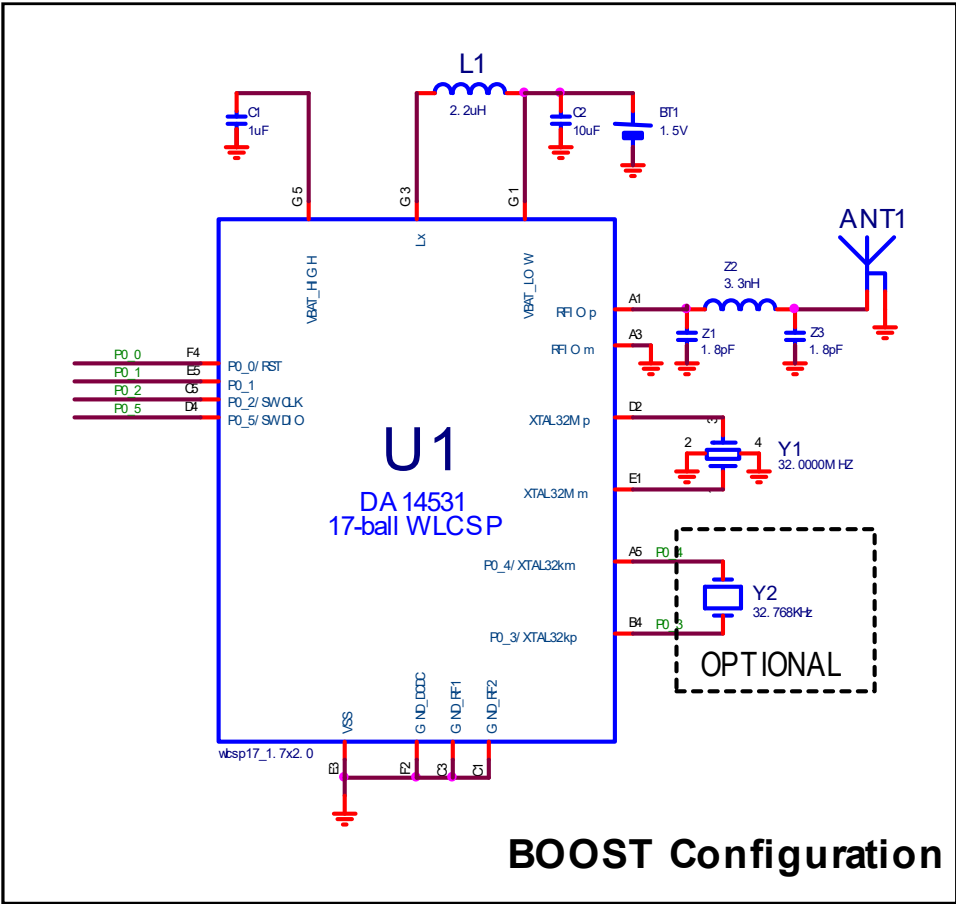 L1
2.2uH
C1
1uF
C2
10uF
BT1
1.5V
G5
G3
G1
VBAT_HIGH
Lx
VBAT_LOW
ANT1
Z2
3.3nH
A1
RFIOp
Z1
1.8pF
Z3
1.8pF
A3
RFIOm
P0_0
F4
P0_0/RST
P0_1
E5
P0_1
P0_2
C5
P0_2/SWCLK
P0_5
D4
P0_5/SWDIO
D2
XTAL32Mp
3
2
4
Y1
32.0000MHZ
E1
XTAL32Mm
U1
DA14531
17-ball WLCSP
A5
P0_4
P0_4/XTAL32km
Y2
32.768KHz
B4
P0_3
P0_3/XTAL32kp
OPTIONAL
VSS
GND_DCDC
GND_RF1
GND_RF2
wlcsp17_1.7x2.0
E3
F2
C3
C1
BOOST Configuration